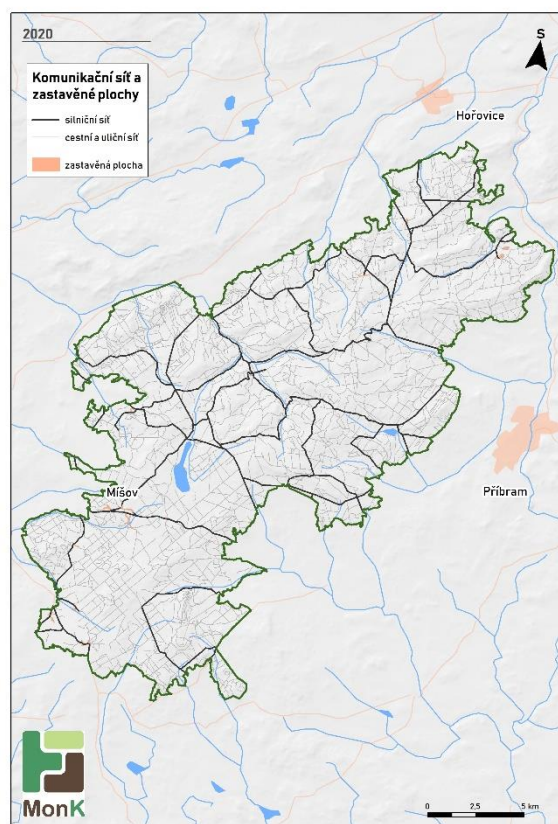 2020
Komunikační síť a
zastavěné plochy
silniční síť
cestní a uliční síť
zastavěná plocha
S
Hořovice
Míšov
Příbram
MonK
0 2,5 5 km